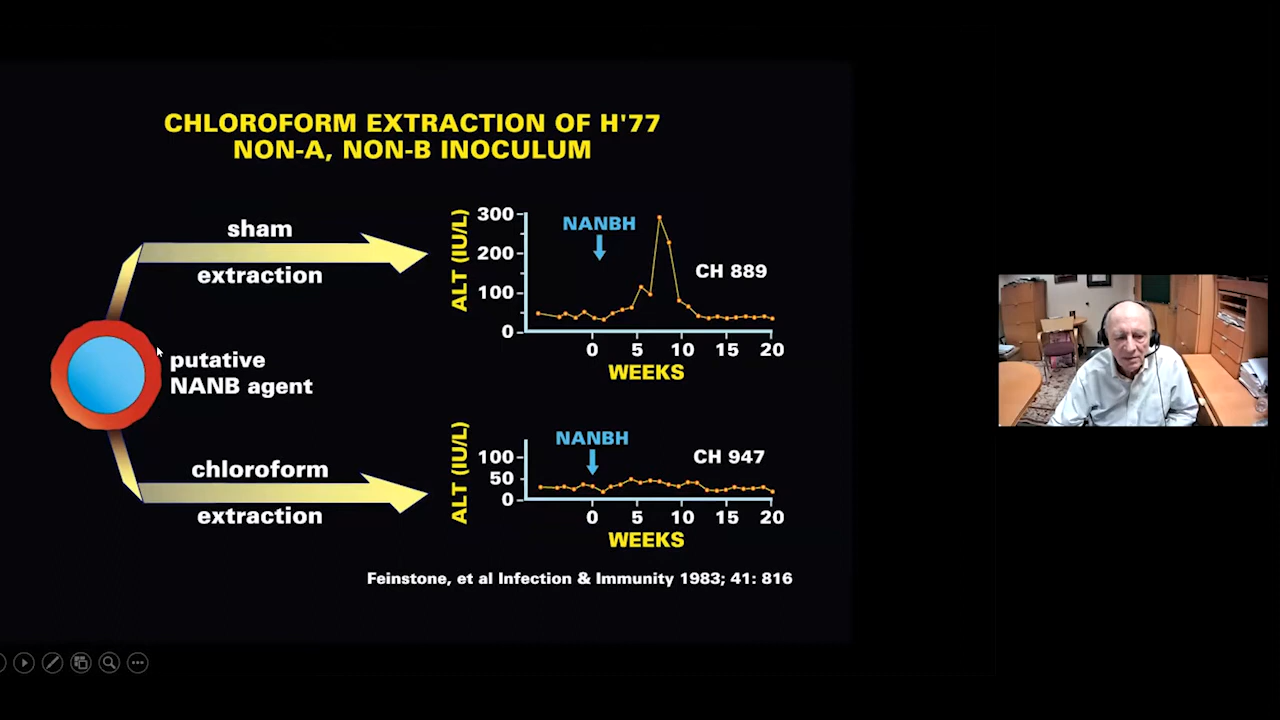 CHLOROFORM EXTRACTION OF H'77
NON-A, NON-B INOCULUM
sham
extraction
putative
NANB agent
chloroform
extraction
ALT (IU/L)
300
200
100
0
NANBH
CH 889
0 5 10 15 20
WEEKS
ALT (IU/L)
100
50
0
NANBH
CH 947
0 5 10 15 20
WEEKS
Feinstone, et al Infection & Immunity 1983; 41: 816